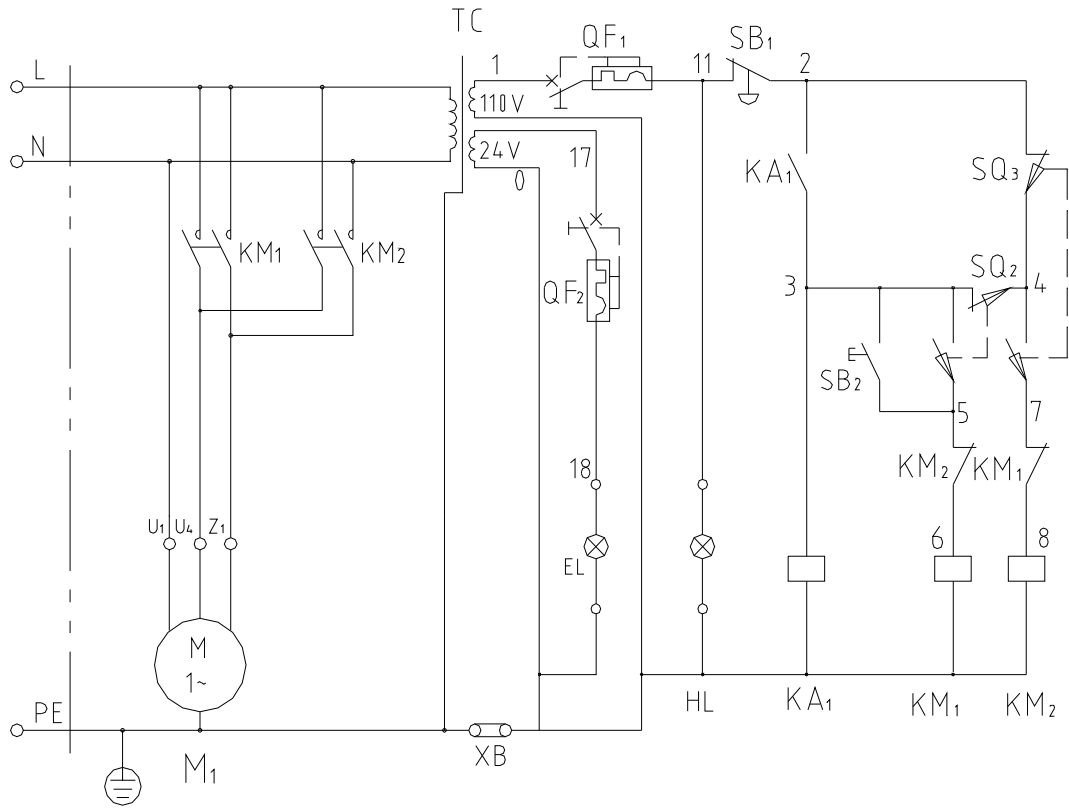 TC
QF1
SB1
L
1
11
2
110V
N
24V
17
0
KA1
SQ3
KM1
KM2
SQ2
3
4
QF2
SB2
5
7
18
KM2
KM1
U1
U4
Z1
6
8
EL
M
1~
PE
HL
KA1
KM1
KM2
XB
M1